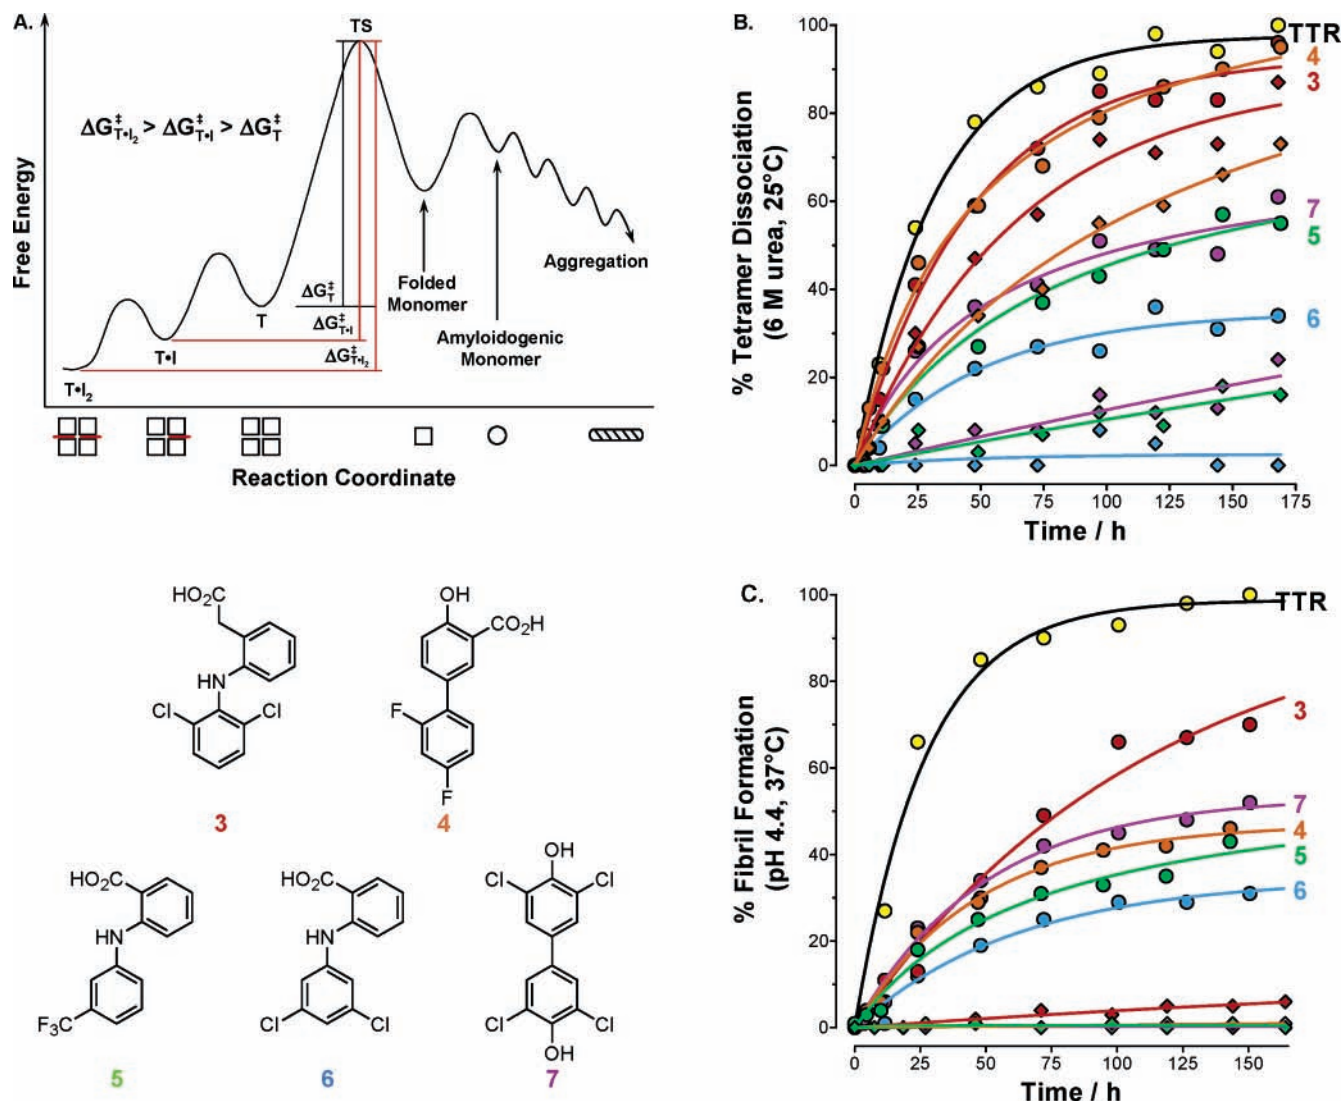 A.
TS
ΔG‡T•I2 > ΔG‡T•I > ΔG‡T
Free Energy
T•I2
T•I
T
ΔG‡T
ΔG‡T•I
ΔG‡T•I2
Folded
Monomer
Amyloidogenic
Monomer
Aggregation
Reaction Coordinate
B.
% Tetramer Dissociation
(6 M urea, 25°C)
100
80
60
40
20
0
0 25 50 75 100 125 150 175
Time / h
TTR
4
3
7
5
6
HO2C
HN
Cl
Cl
3
OH
CO2H
F
F
4
HO2C
HN
F3C
5
HO2C
HN
Cl
Cl
6
OH
Cl
Cl
Cl
Cl
OH
7
C.
% Fibril Formation
(pH 4.4, 37°C)
100
80
60
40
20
0
0 25 50 75 100 125 150
Time / h
TTR
3
7
4
5
6